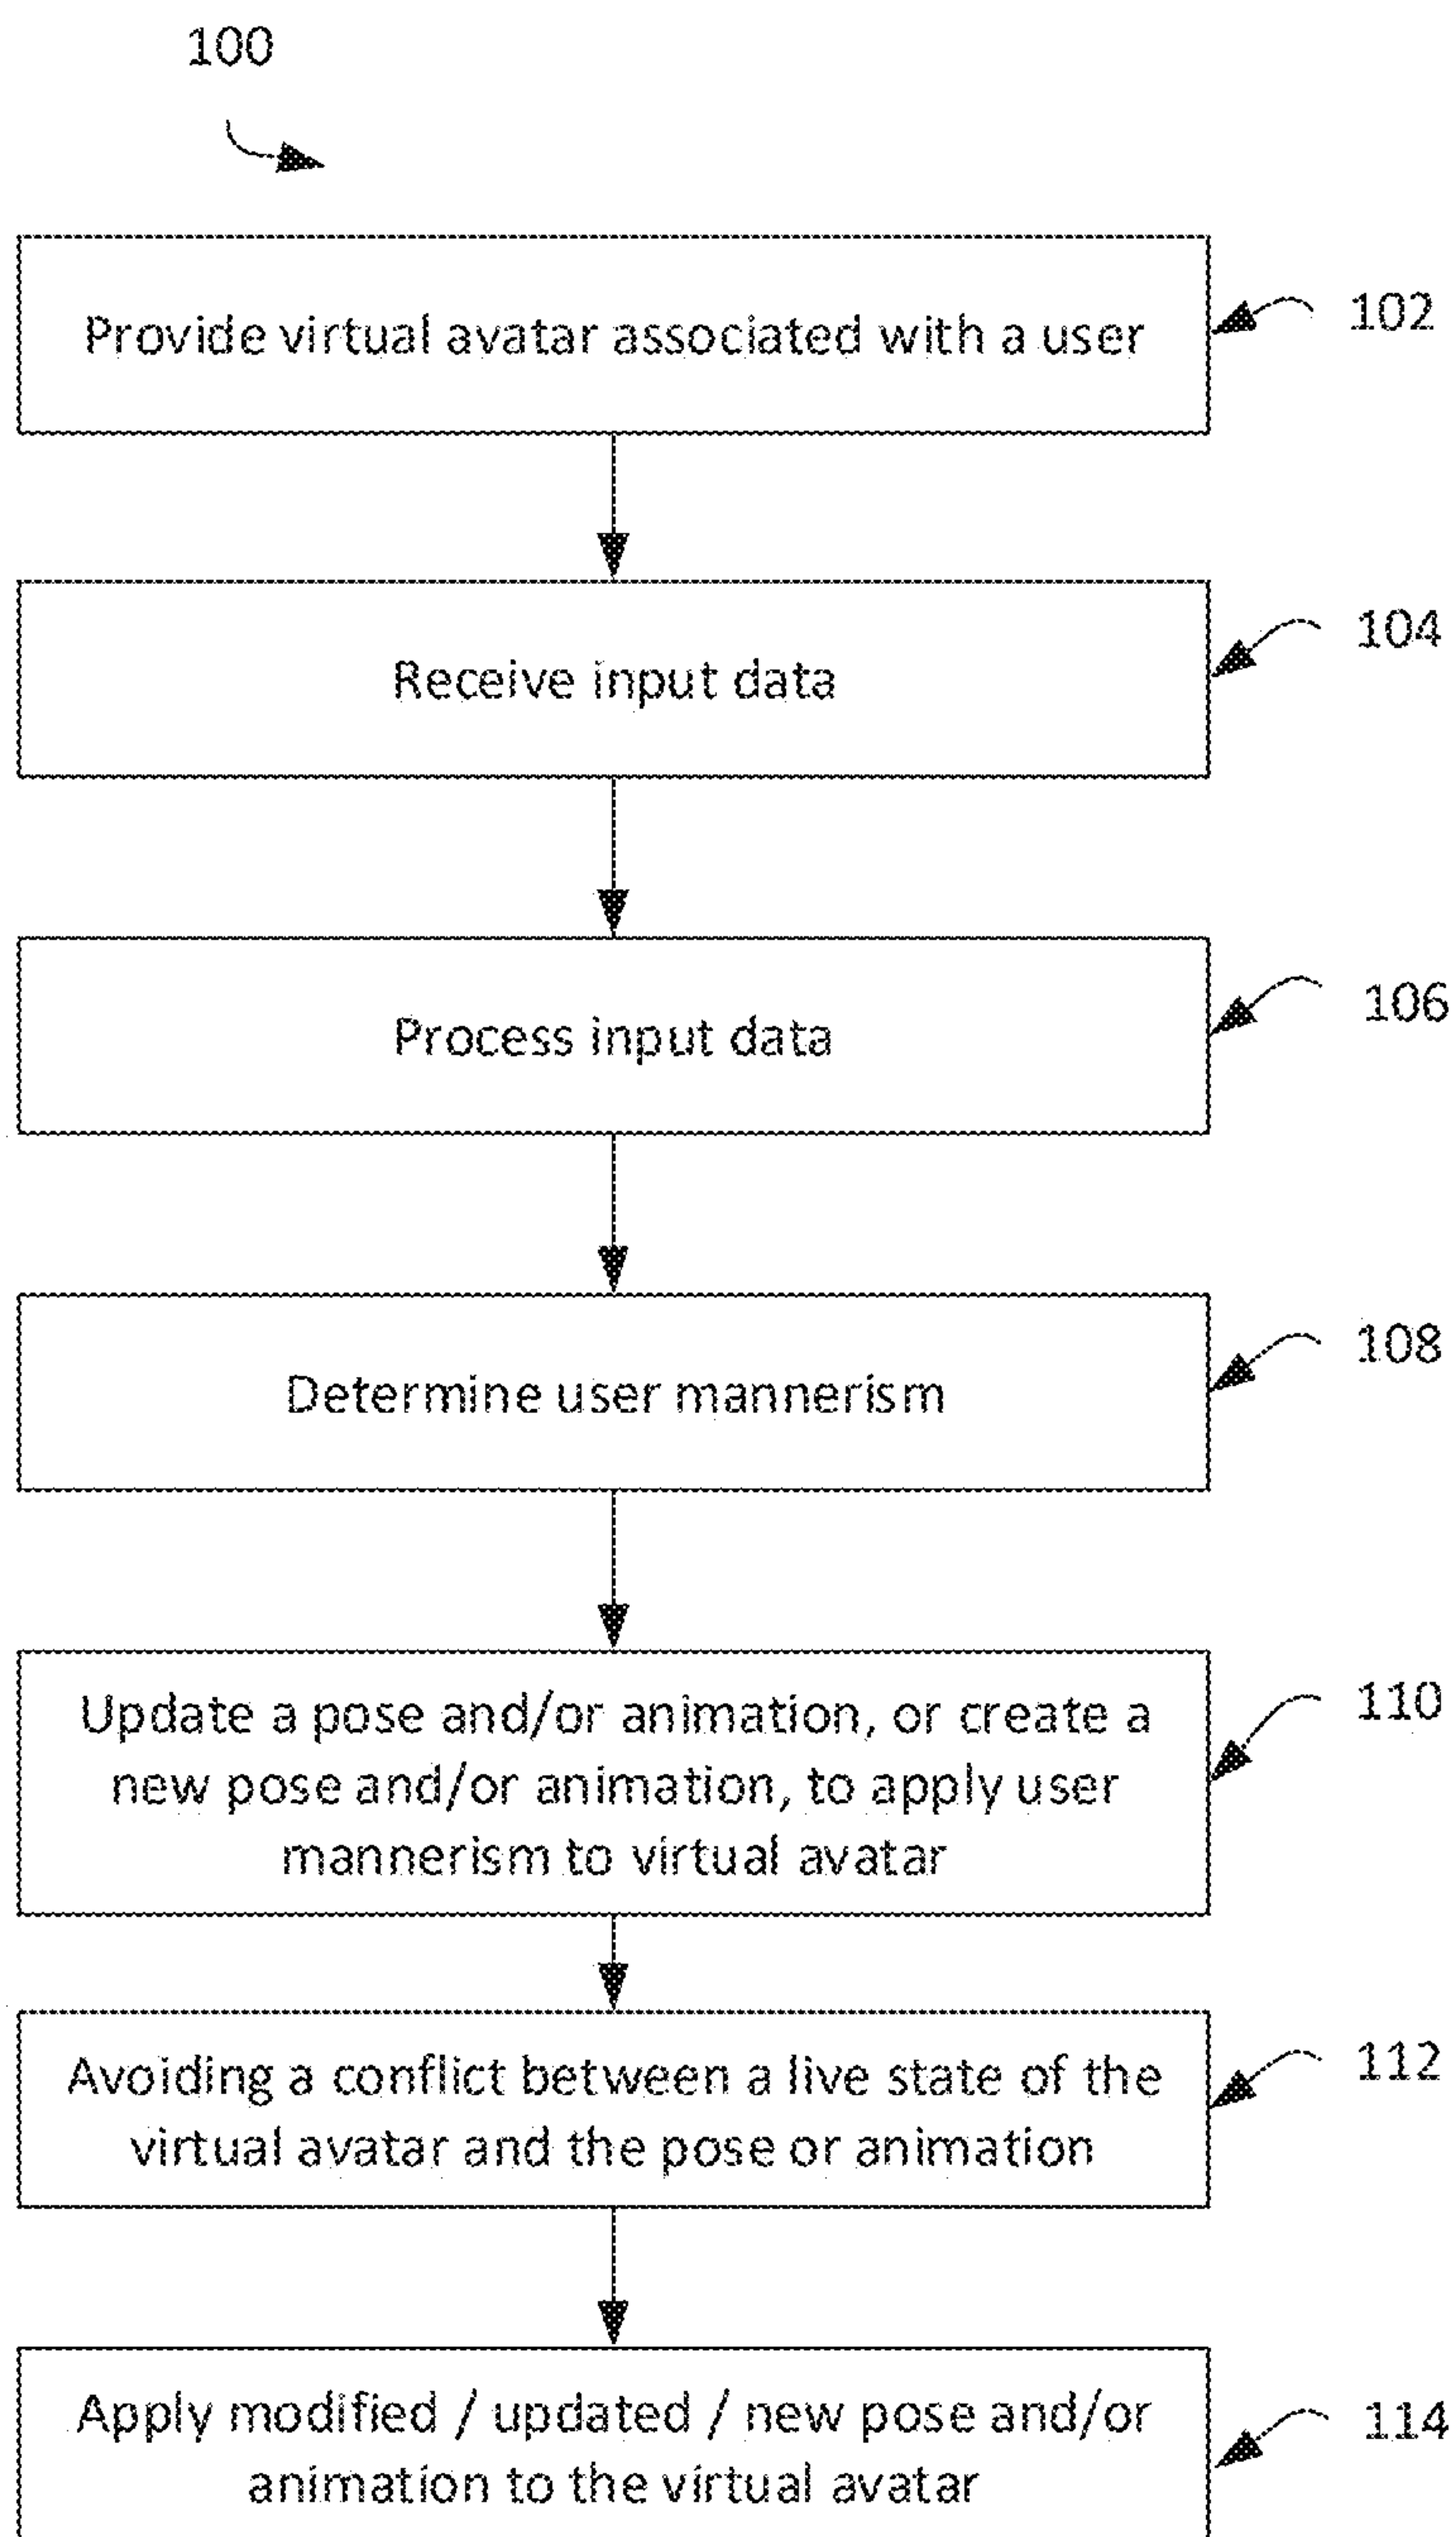 100
Provide virtual avatar associated with a user
102
Receive input data
104
Process input data
106
Determine user mannerism
108
Update a pose and/or animation, or create a
new pose and/or animation, to apply user
mannerism to virtual avatar
110
Avoiding a conflict between a live state of the
virtual avatar and the pose or animation
112
Apply modified / updated / new pose and/or
animation to the virtual avatar
114